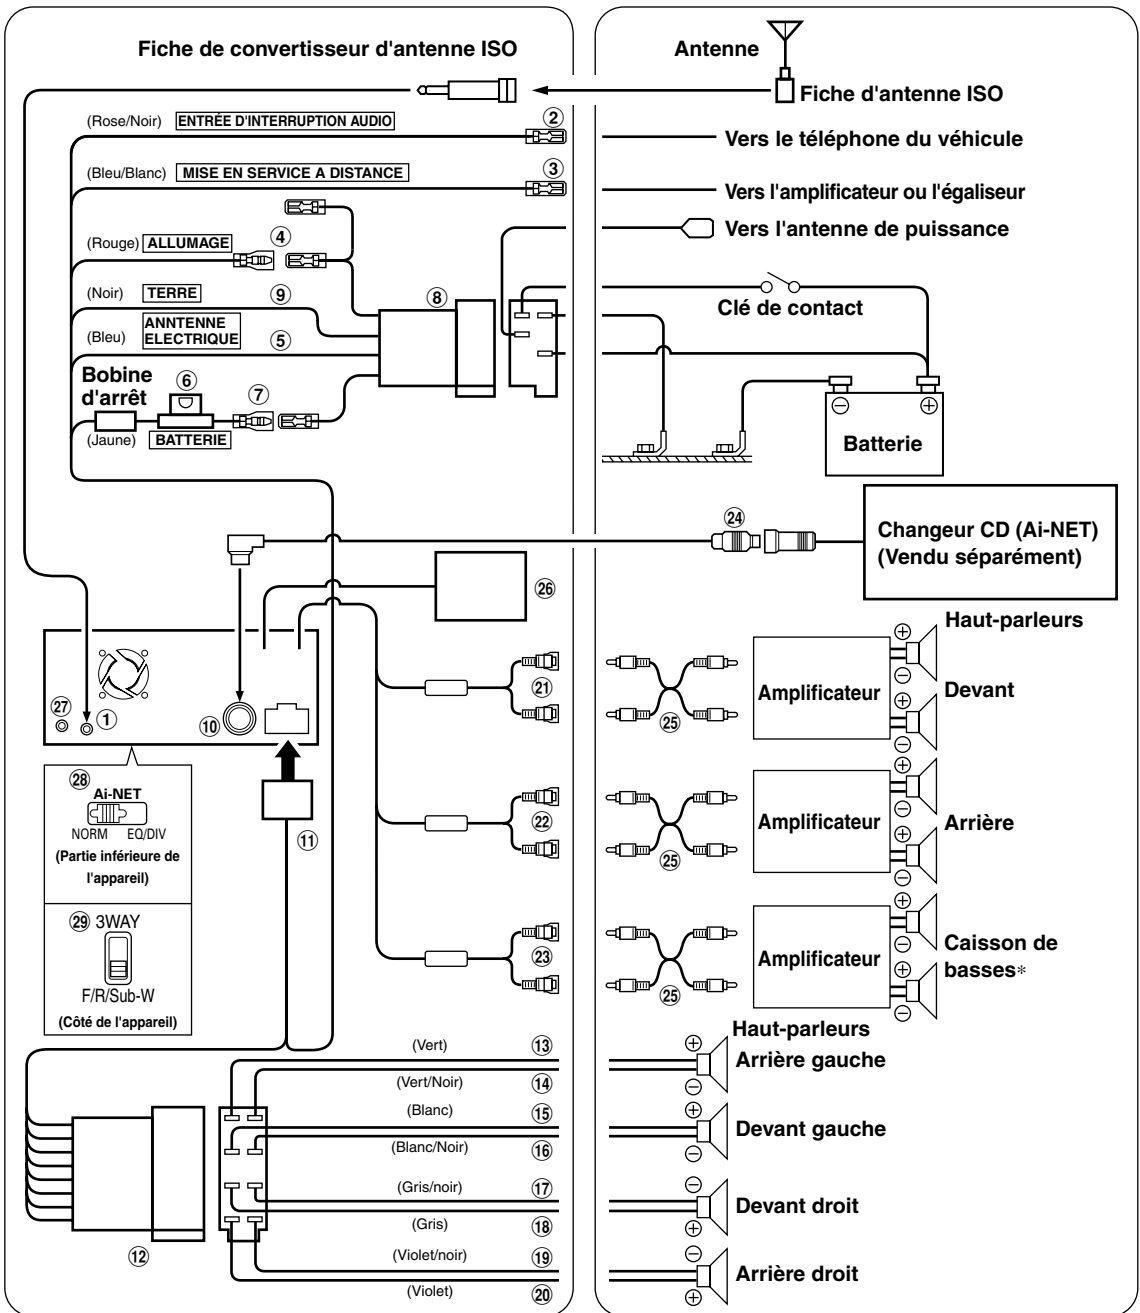 Fiche de convertisseur d'antenne ISO
Antenne
Fiche d'antenne ISO
(Rose/Noir) ENTRÉE D'INTERRUPTION AUDIO ②
Vers le téléphone du véhicule
(Bleu/Blanc) MISE EN SERVICE A DISTANCE ③
Vers l'amplificateur ou l'égaliseur
Vers l'antenne de puissance
(Rouge) ALLUMAGE ④
(Noir) TERRE ⑨ ⑧
Clé de contact
(Bleu) ANNTENNE
ELECTRIQUE ⑤
Bobine
d'arrêt
⑥ ⑦
(Jaune) BATTERIE
⊖ ⊕
Batterie
㉔
Changeur CD (Ai-NET)
(Vendu séparément)
㉖
㉗ ① ⑩
⑪
㉘
Ai-NET
NORM EQ/DIV
(Partie inférieure de
l'appareil)
㉙ 3WAY
F/R/Sub-W
(Côté de l'appareil)
Haut-parleurs
㉑ ㉕ Amplificateur ⊕ ⊖ ⊕ ⊖ Devant
㉒ ㉕ Amplificateur ⊕ ⊖ ⊕ ⊖ Arrière
㉓ ㉕ Amplificateur ⊕ ⊖ ⊕ ⊖ Caisson de
basses*
Haut-parleurs
(Vert) ⑬ ⊕ Arrière gauche
(Vert/Noir) ⑭ ⊖
(Blanc) ⑮ ⊕ Devant gauche
(Blanc/Noir) ⑯ ⊖
(Gris/noir) ⑰ ⊖ Devant droit
(Gris) ⑱ ⊕
⑫
(Violet/noir) ⑲ ⊖ Arrière droit
(Violet) ⑳ ⊕